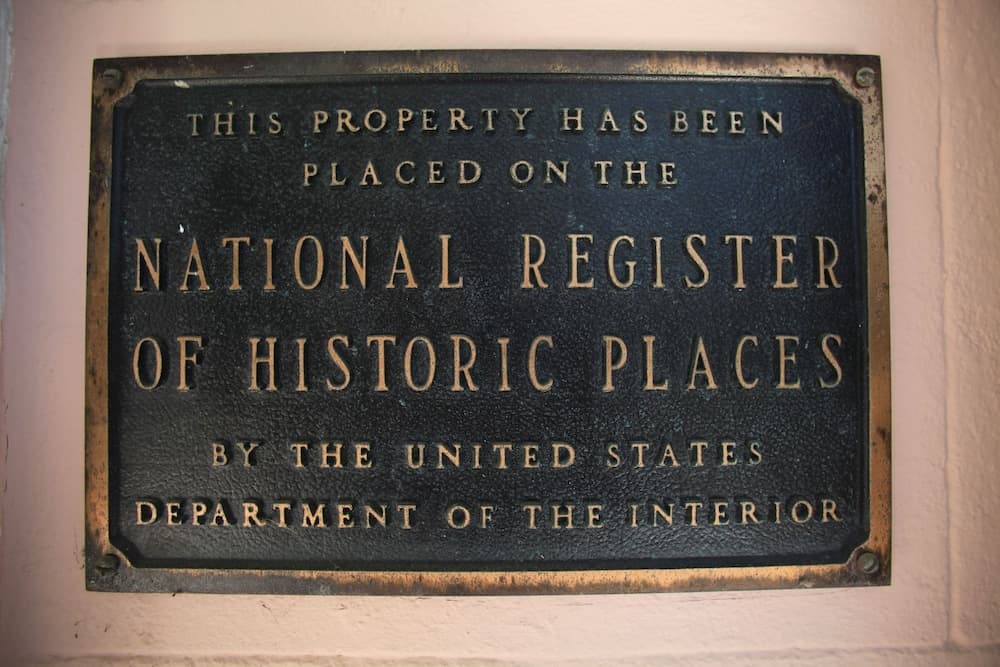 THIS PROPERTY HAS BEEN
PLACED ON THE
NATIONAL REGISTER
OF HISTORIC PLACES
BY THE UNITED STATES
DEPARTMENT OF THE INTERIOR